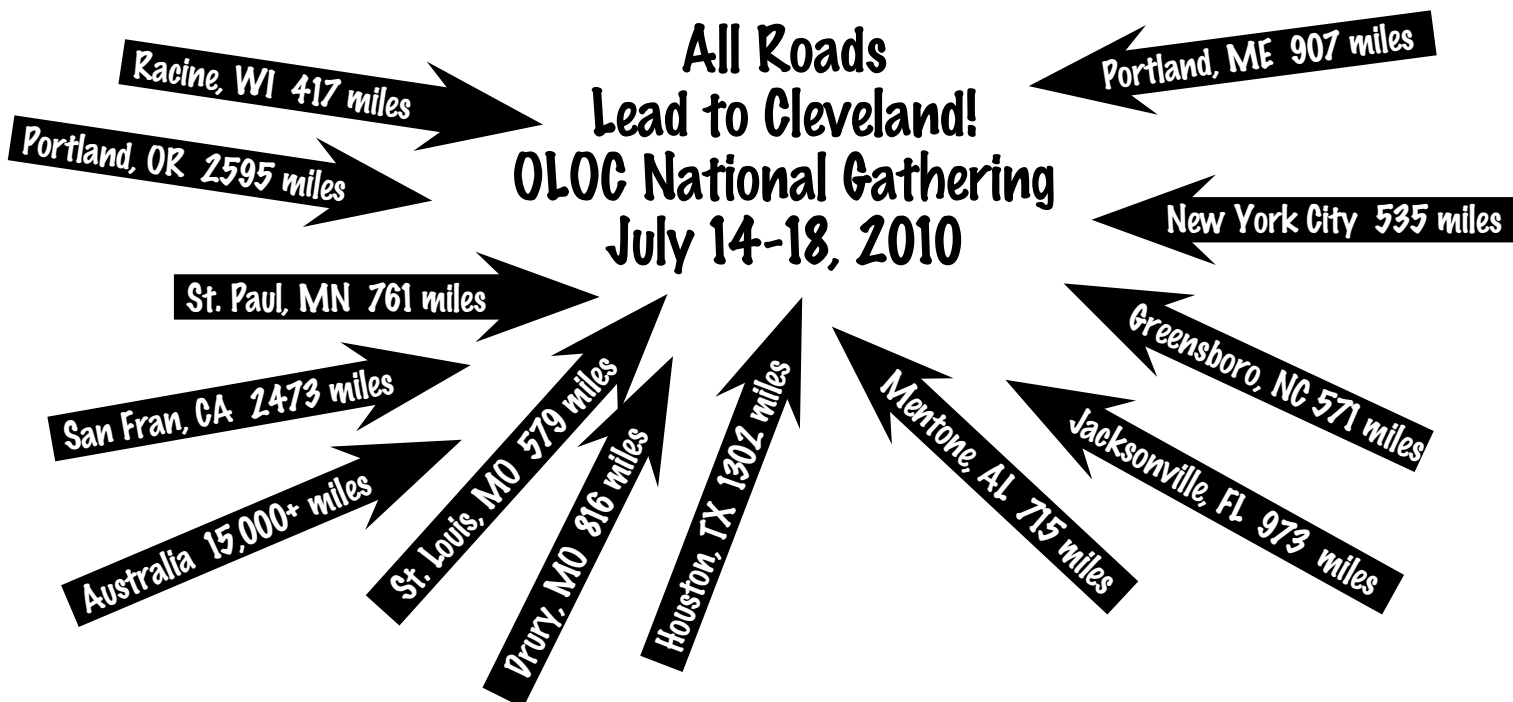 All Roads
Lead to Cleveland!
OLOC National Gathering
July 14-18, 2010
Racine, WI 417 miles
Portland, OR 2595 miles
St. Paul, MN 761 miles
San Fran, CA 2473 miles
Australia 15,000+ miles
St. Louis, MO 579 miles
Drury, MO 816 miles
Houston, TX 1302 miles
Mentone, AL 715 miles
Jacksonville, FL 973 miles
Greensboro, NC 571 miles
New York City 535 miles
Portland, ME 907 miles